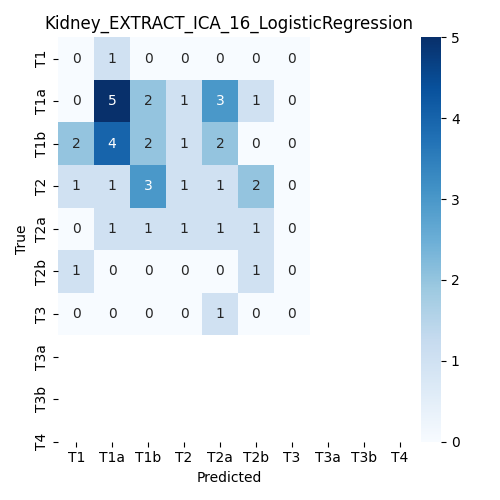 Kidney_EXTRACT_ICA_16_LogisticRegression
T1 0 1 0 0 0 0 0
T1a 0 5 2 1 3 1 0
T1b 2 4 2 1 2 0 0
T2 1 1 3 1 1 2 0
T2a 0 1 1 1 1 1 0
T2b 1 0 0 0 0 1 0
T3 0 0 0 0 1 0 0
T3a
T3b
T4
True
T1 T1a T1b T2 T2a T2b T3 T3a T3b T4
Predicted
5
4
3
2
1
0